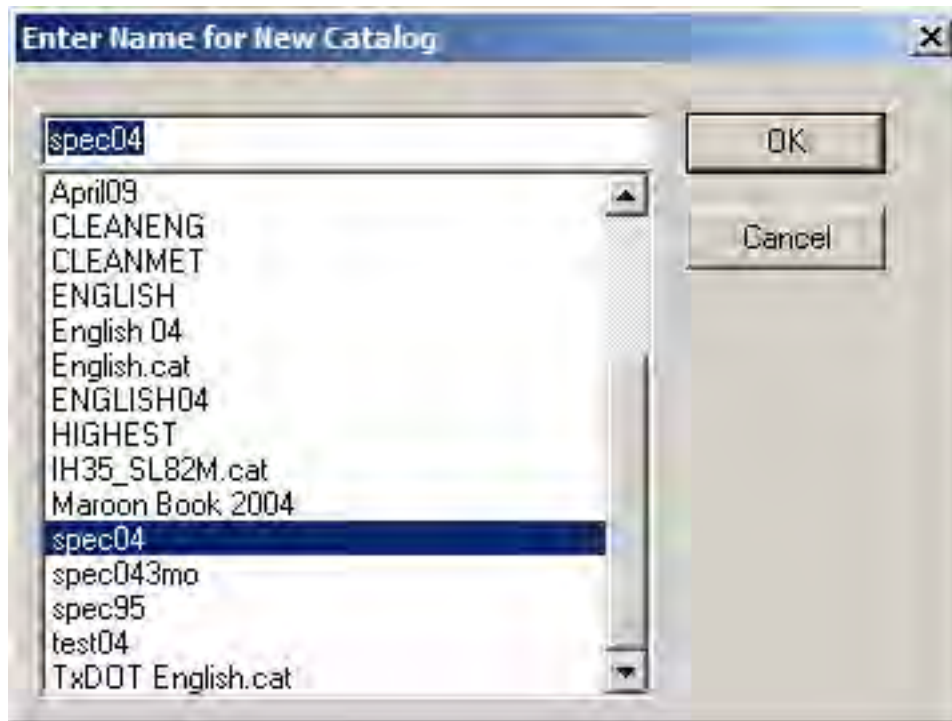 Enter Name for New Catalog
spec04
OK
Cancel
April09
CLEANENG
CLEANMET
ENGLISH
English 04
English.cat
ENGLISH04
HIGHEST
IH35_SL82M.cat
Maroon Book 2004
spec04
spec043mo
spec95
test04
TxDOT English.cat